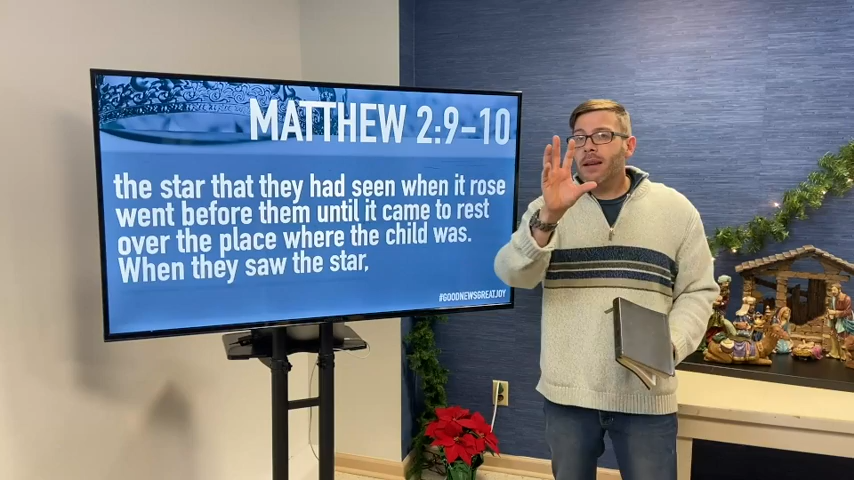 MATTHEW 2:9-10
the star that they had seen when it rose
went before them until it came to rest
over the place where the child was.
When they saw the star,
#GOODNEWSGREATJOY